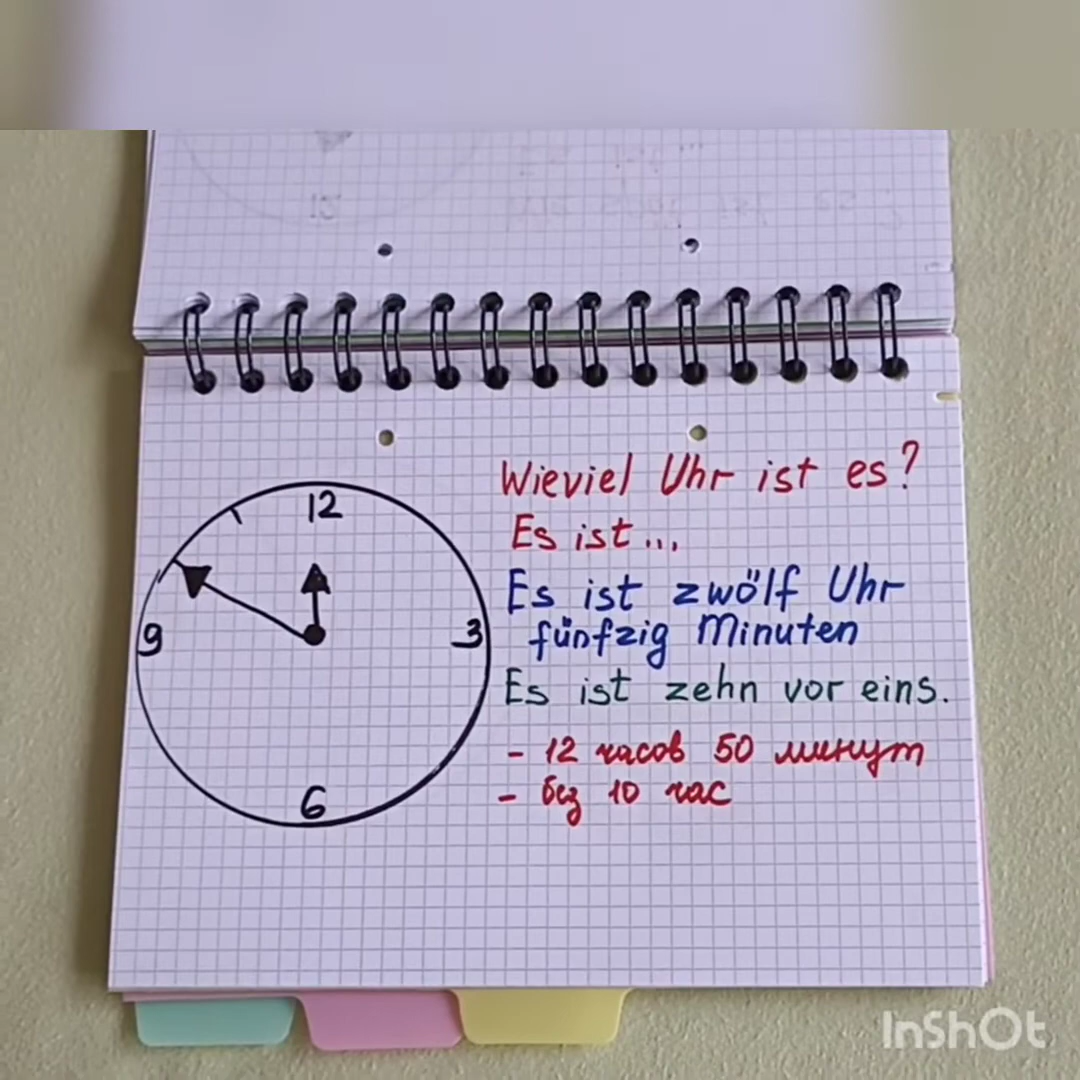 12
9
3
6
Wieviel Uhr ist es?
Es ist...
Es ist zwölf Uhr
fünfzig Minuten
Es ist zehn vor eins.
- 12 часов 50 минут
- без 10 час
InShOt